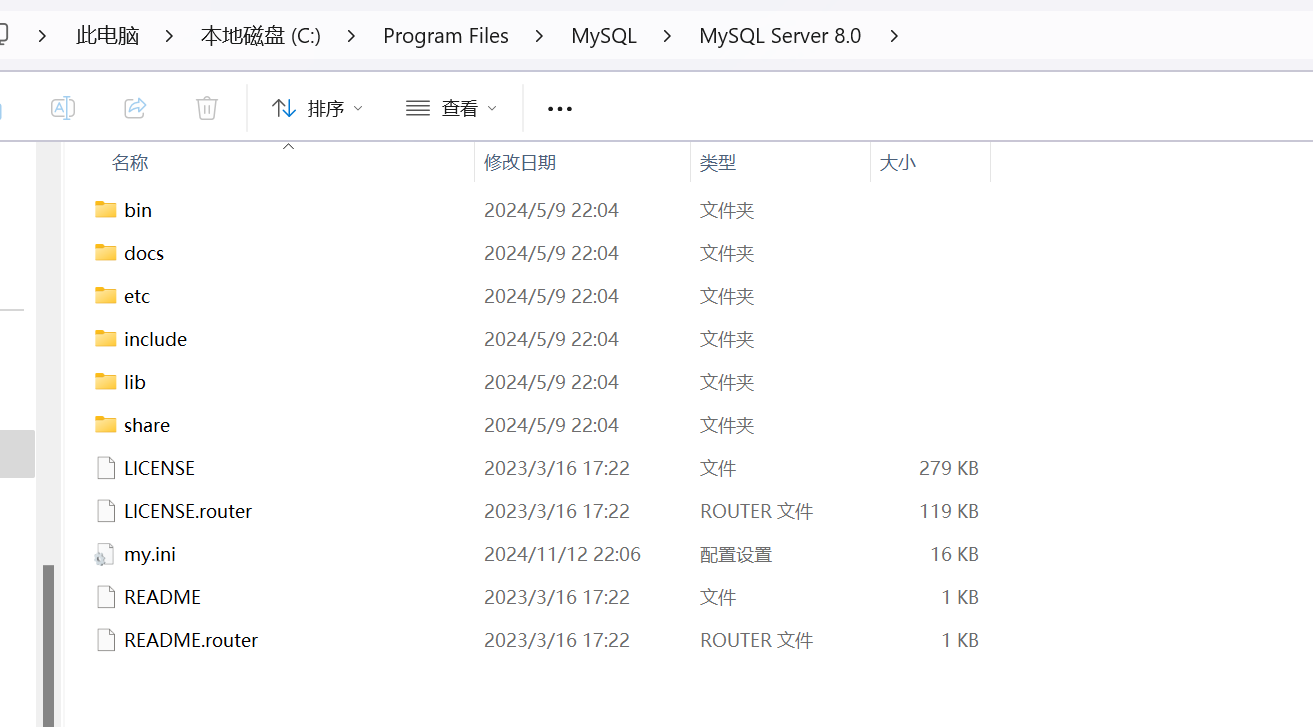 此电脑 > 本地磁盘 (C:) > Program Files > MySQL > MySQL Server 8.0 >
排序 查看 •••
名称 修改日期 类型 大小
bin 2024/5/9 22:04 文件夹
docs 2024/5/9 22:04 文件夹
etc 2024/5/9 22:04 文件夹
include 2024/5/9 22:04 文件夹
lib 2024/5/9 22:04 文件夹
share 2024/5/9 22:04 文件夹
LICENSE 2023/3/16 17:22 文件 279 KB
LICENSE.router 2023/3/16 17:22 ROUTER 文件 119 KB
my.ini 2024/11/12 22:06 配置设置 16 KB
README 2023/3/16 17:22 文件 1 KB
README.router 2023/3/16 17:22 ROUTER 文件 1 KB